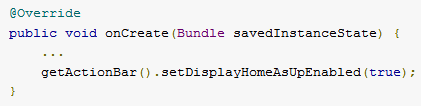 @Override
public void onCreate(Bundle savedInstanceState) {
    ...
    getActionBar().setDisplayHomeAsUpEnabled(true);
}